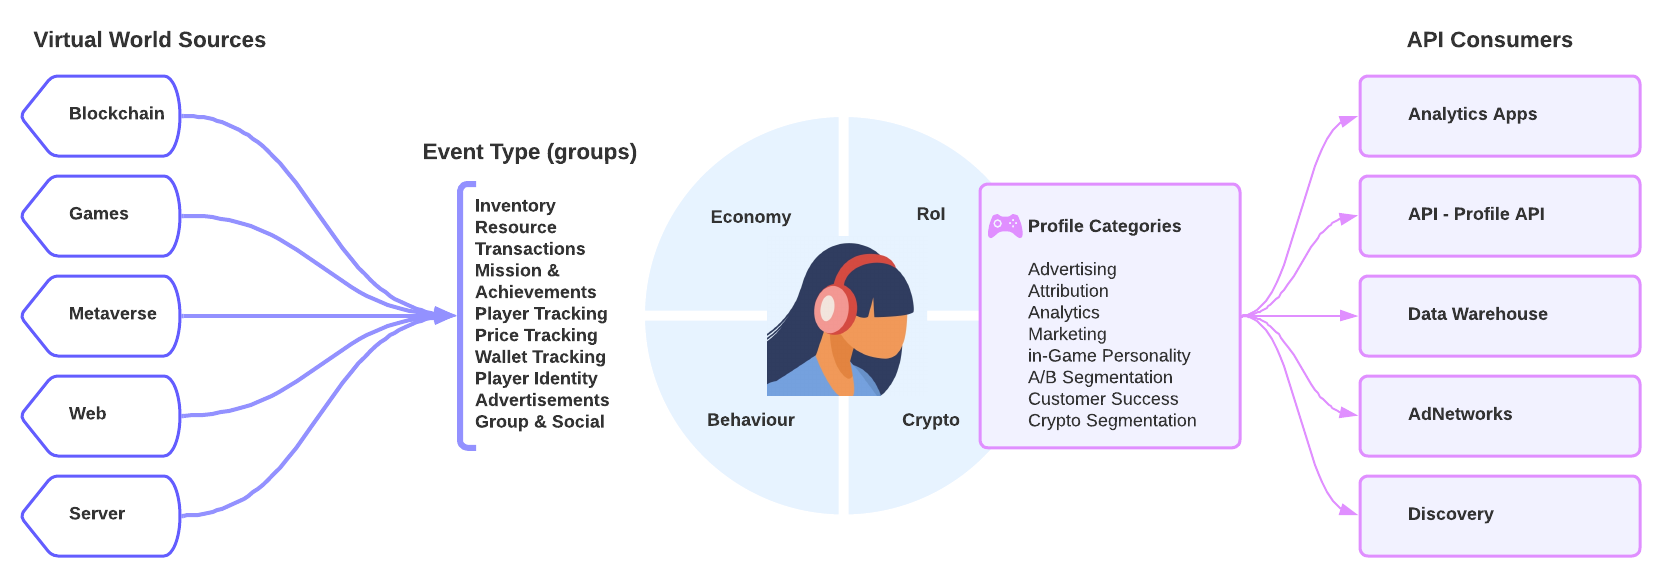 Virtual World Sources
Blockchain
Games
Metaverse
Web
Server
Event Type (groups)
Inventory
Resource
Transactions
Mission &
Achievements
Player Tracking
Price Tracking
Wallet Tracking
Player Identity
Advertisements
Group & Social
Economy
RoI
Behaviour
Crypto
Profile Categories
Advertising
Attribution
Analytics
Marketing
in-Game Personality
A/B Segmentation
Customer Success
Crypto Segmentation
API Consumers
Analytics Apps
API - Profile API
Data Warehouse
AdNetworks
Discovery